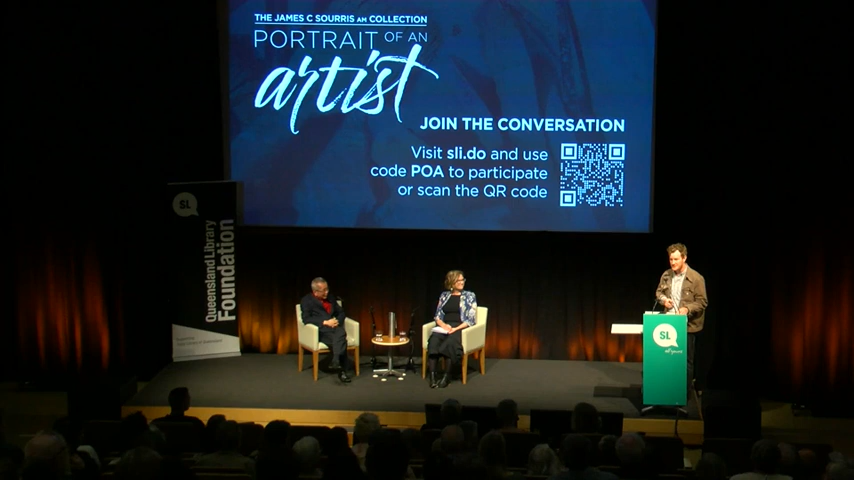 THE JAMES C SOURRIS AM COLLECTION
PORTRAIT OF AN
artist
JOIN THE CONVERSATION
Visit sli.do and use
code POA to participate
or scan the QR code
SL
Queensland Library
Foundation
SL